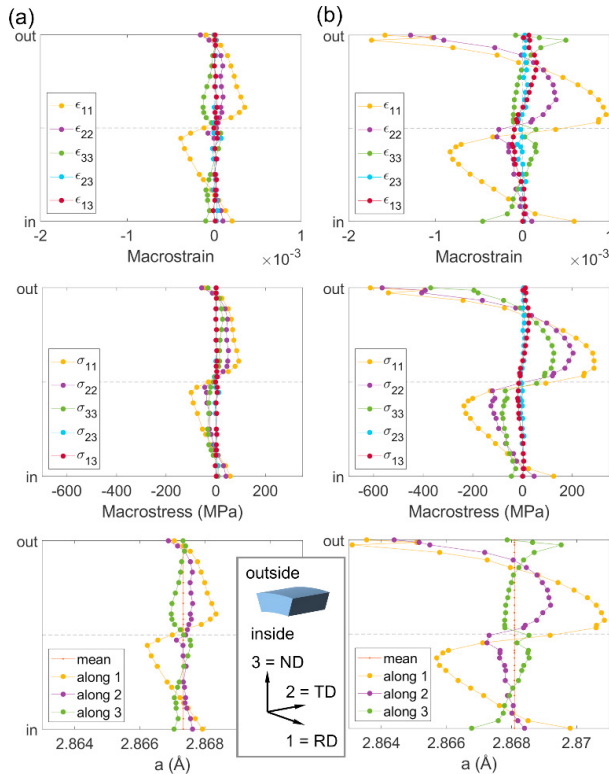 (a)
(b)
out
in
ϵ11
ϵ22
ϵ33
ϵ23
ϵ13
-2 -1 0 1
Macrostrain ×10⁻³
out
in
ϵ11
ϵ22
ϵ33
ϵ23
ϵ13
-2 -1 0 1
Macrostrain ×10⁻³
out
in
σ11
σ22
σ33
σ23
σ13
-600 -400 -200 0 200
Macrostress (MPa)
out
in
σ11
σ22
σ33
σ23
σ13
-600 -400 -200 0 200
Macrostress (MPa)
out
in
mean
along 1
along 2
along 3
2.864 2.866 2.868
a (Å)
outside
inside
3 = ND
2 = TD
1 = RD
out
in
mean
along 1
along 2
along 3
2.864 2.866 2.868 2.87
a (Å)